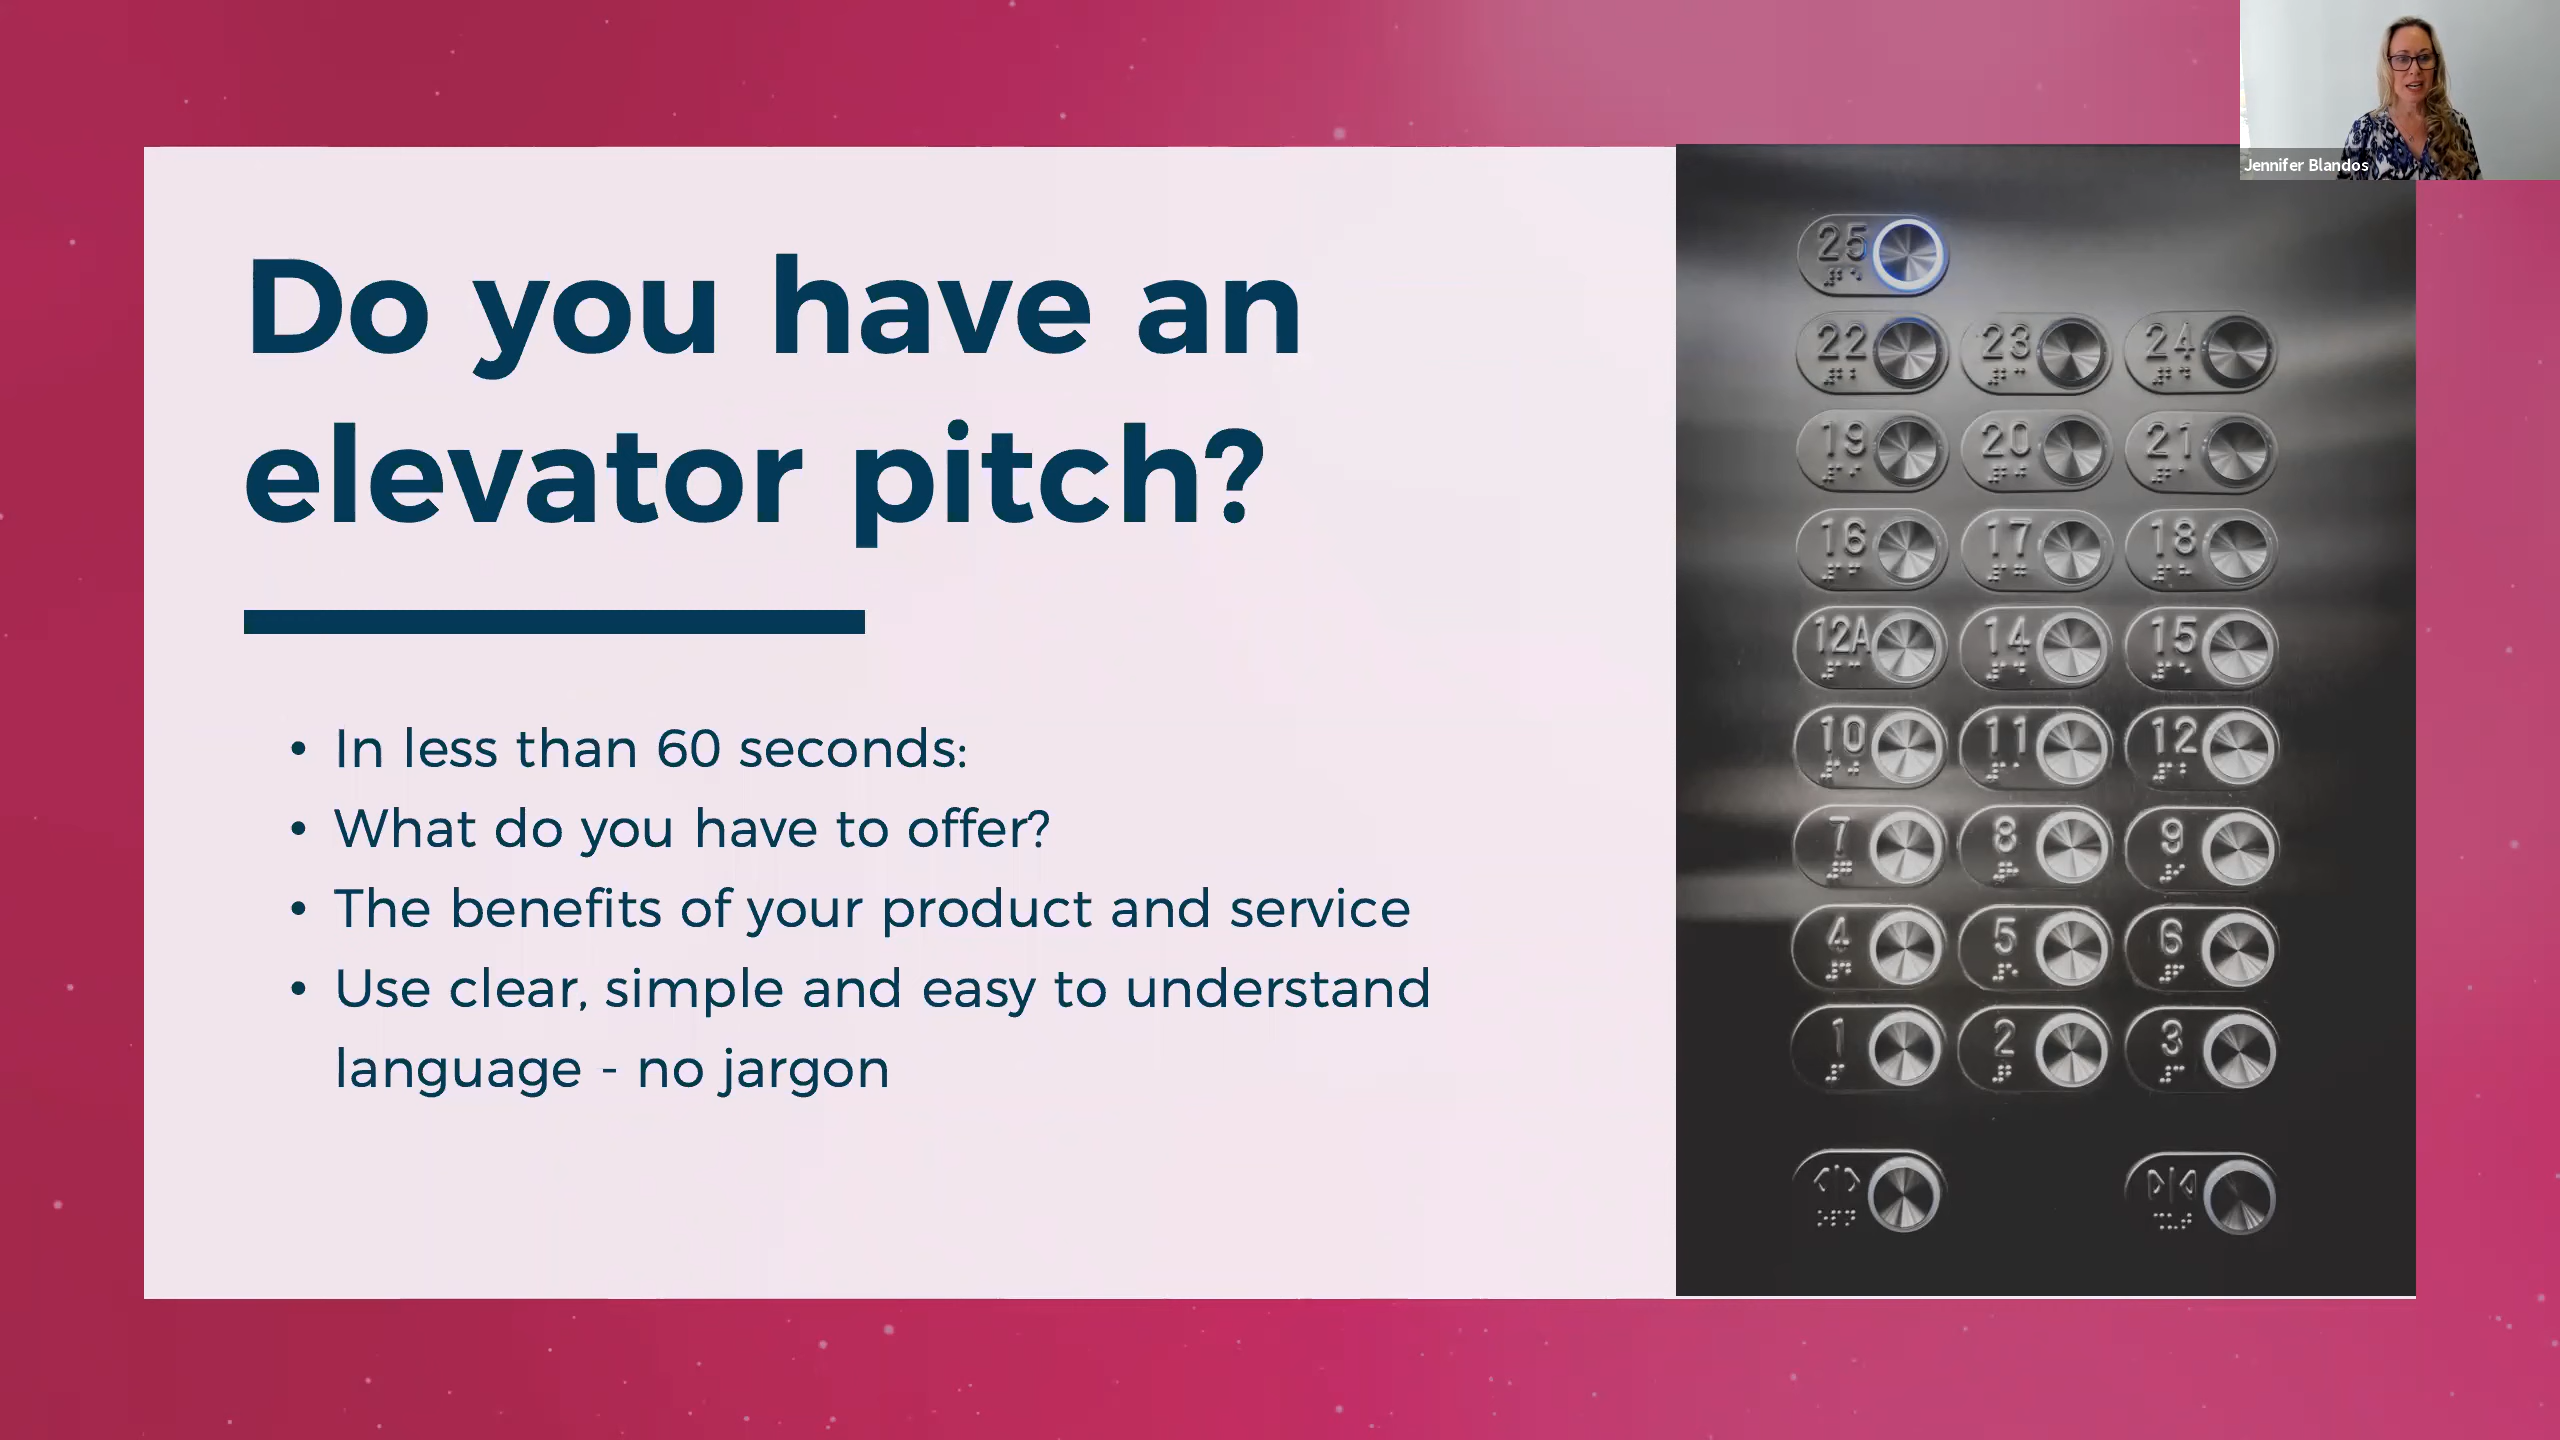 Jennifer Blandos
Do you have an
elevator pitch?
• In less than 60 seconds:
• What do you have to offer?
• The benefits of your product and service
• Use clear, simple and easy to understand
language - no jargon
25
22 23 24
19 20 21
16 17 18
12A 14 15
10 11 12
7 8 9
4 5 6
1 2 3